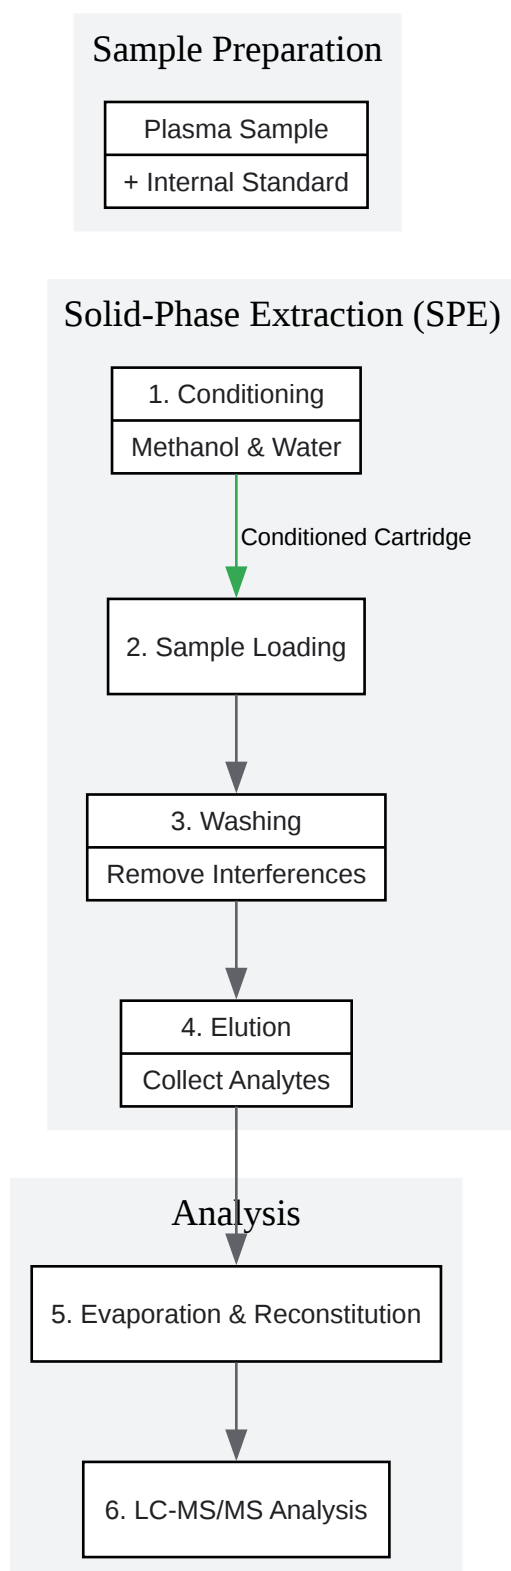 Sample Preparation
Plasma Sample
+ Internal Standard
Solid-Phase Extraction (SPE)
1. Conditioning
Methanol & Water
Conditioned Cartridge
2. Sample Loading
3. Washing
Remove Interferences
4. Elution
Collect Analytes
Analysis
5. Evaporation & Reconstitution
6. LC-MS/MS Analysis